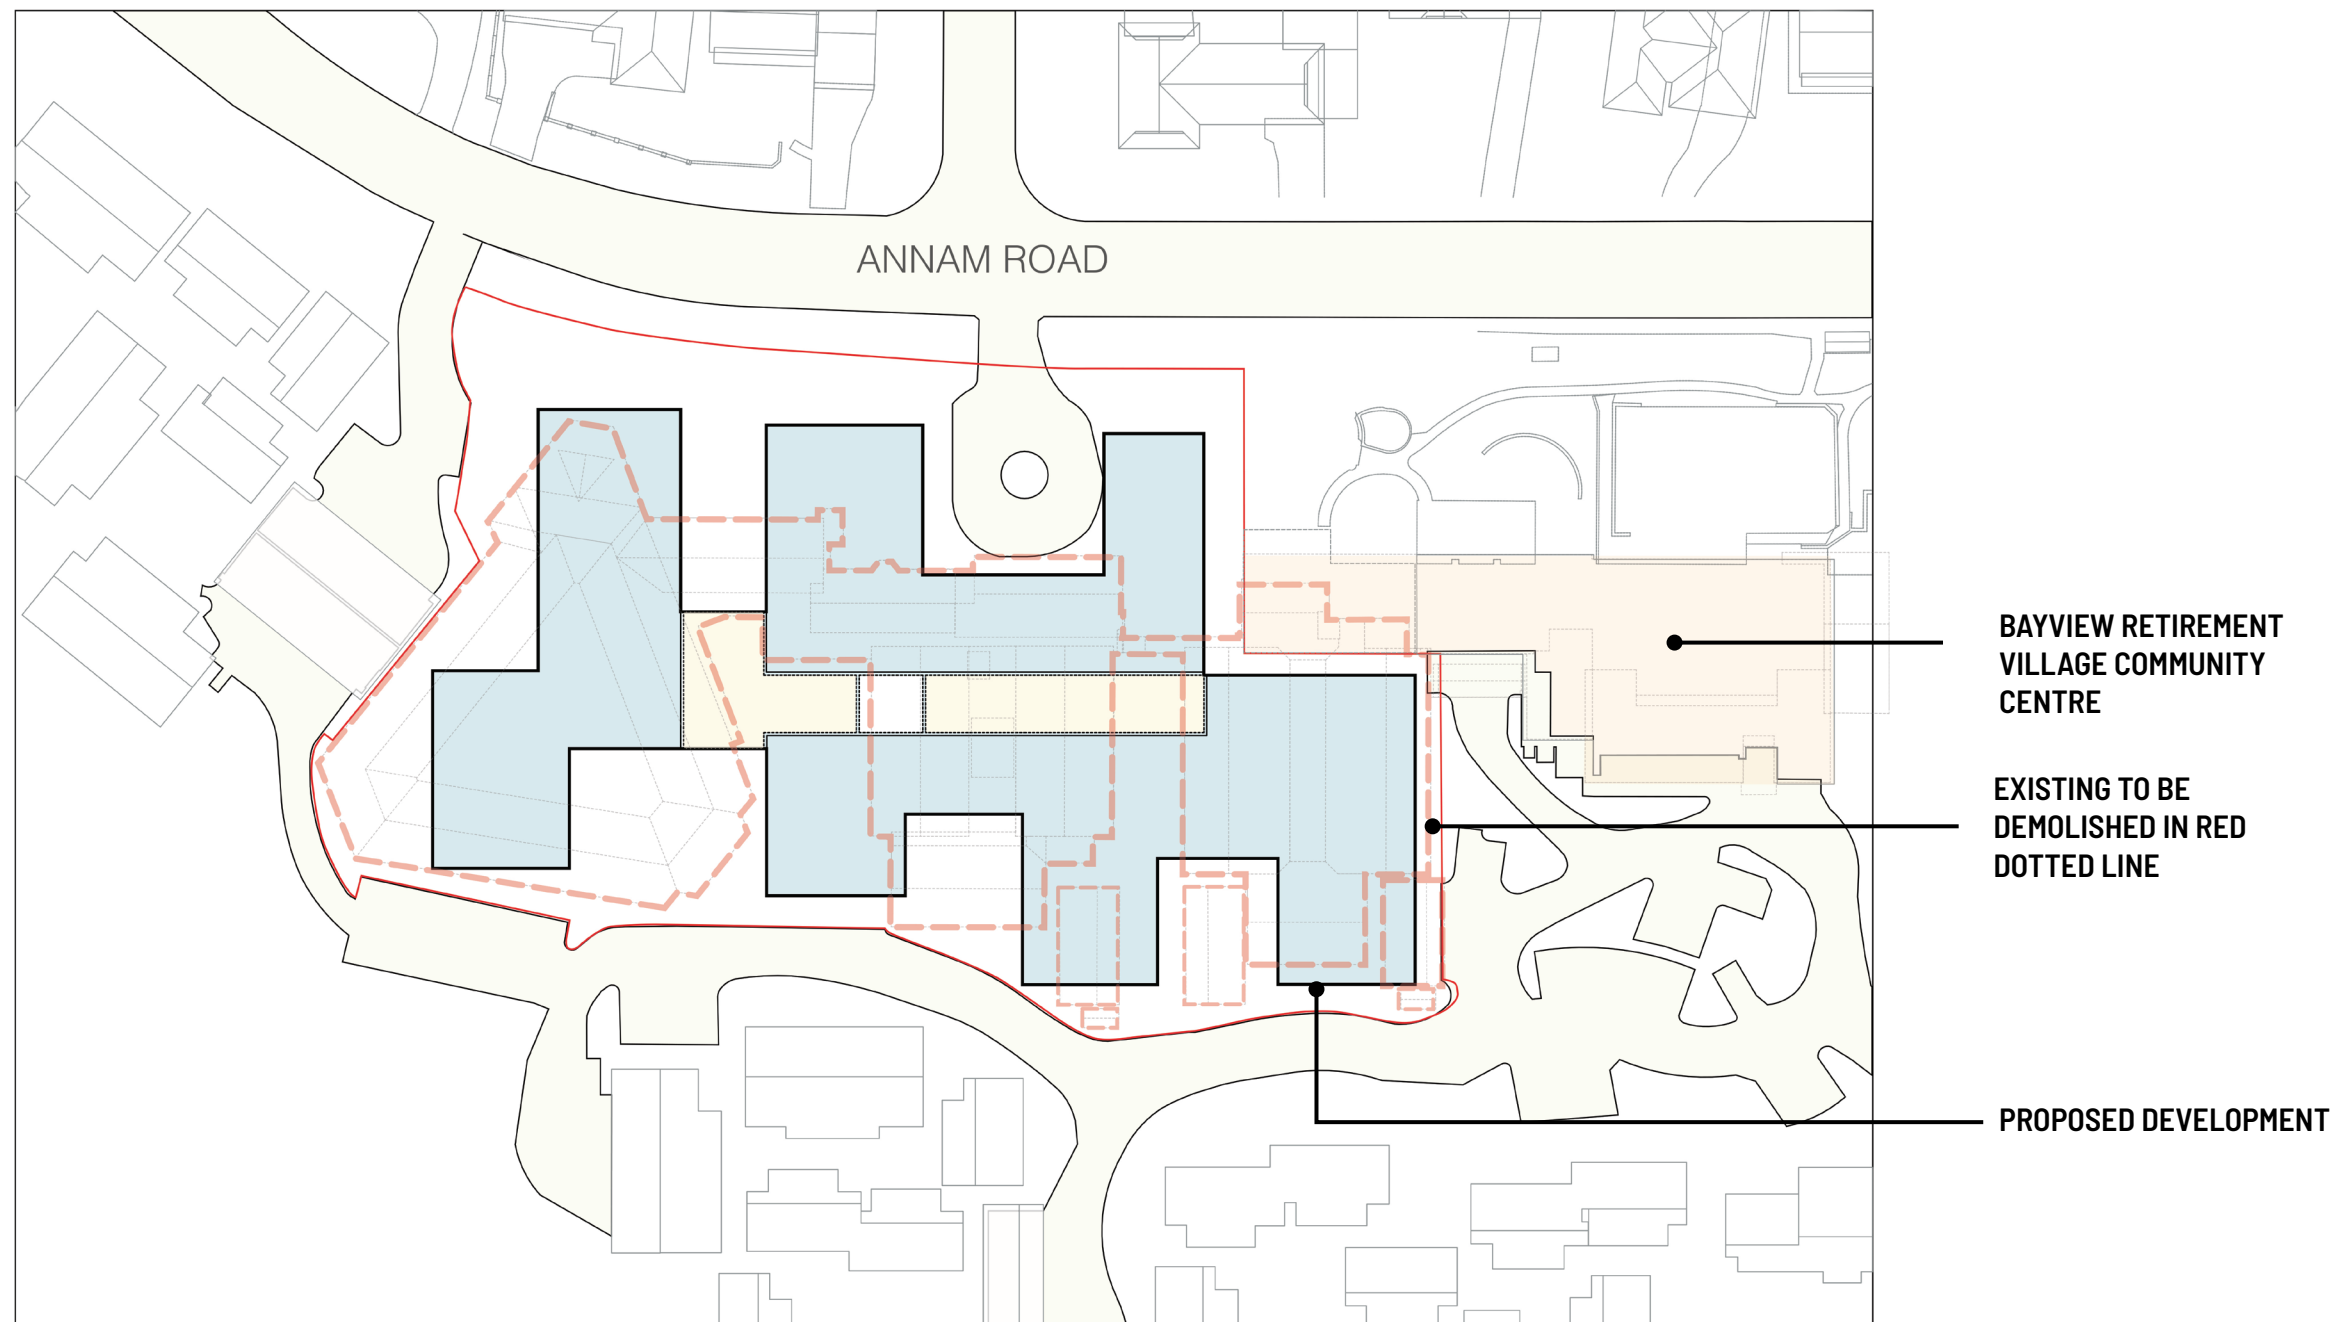 ANNAM ROAD
BAYVIEW RETIREMENT
VILLAGE COMMUNITY
CENTRE
EXISTING TO BE
DEMOLISHED IN RED
DOTTED LINE
PROPOSED DEVELOPMENT